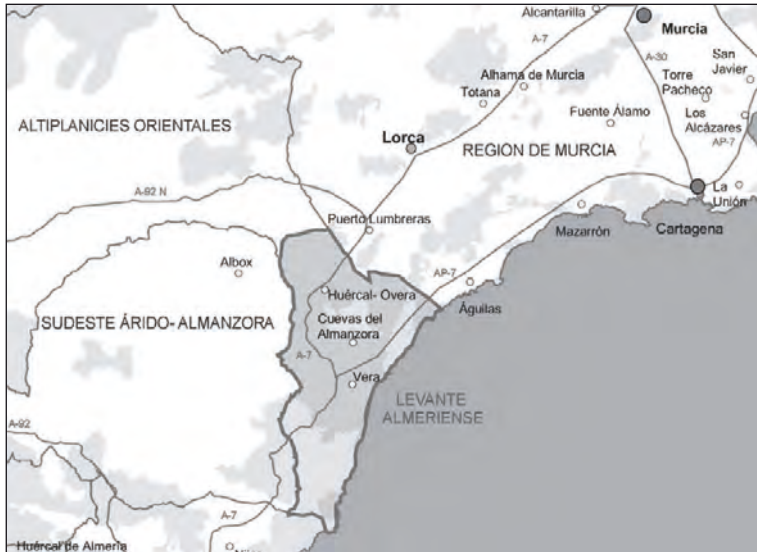 Alcantarilla
A-7
Murcia
A-30
San
Javier
Alhama de Murcia
Torre
Pacheco
Totana
Fuente Álamo
Los
Alcázares
ALTIPLANICIES ORIENTALES
Lorca
REGION DE MURCIA
AP-7
A-92 N
La
Unión
Puerto Lumbreras
Mazarrón
Cartagena
Albox
AP-7
Águilas
Huércal- Overa
SUDESTE ÁRIDO- ALMANZORA
Cuevas del
Almanzora
A-7
Vera
LEVANTE
ALMERIENSE
A-92
A-7
Huércal de Almería